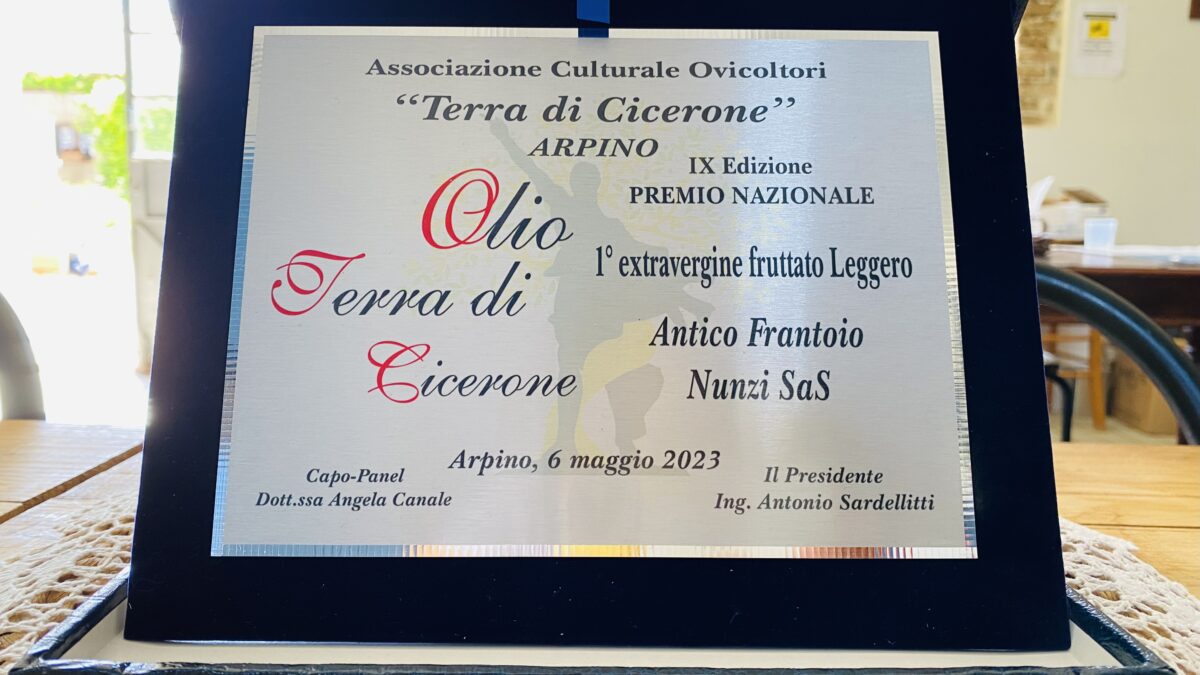 Associazione Culturale Ovicoltori
“Terra di Cicerone”
ARPINO
IX Edizione
PREMIO NAZIONALE
Olio
Terra di
Cicerone
1° extravergine fruttato Leggero
Antico Frantoio
Nunzi SaS
Arpino, 6 maggio 2023
Capo-Panel
Dott.ssa Angela Canale
Il Presidente
Ing. Antonio Sardellitti